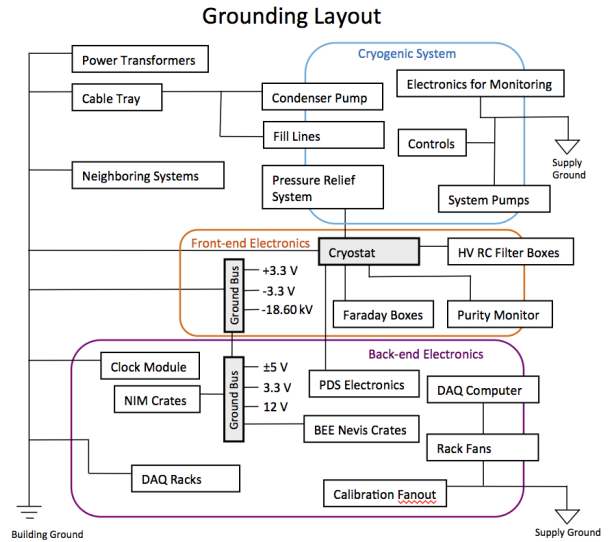 Grounding Layout
Cryogenic System
Power Transformers
Electronics for Monitoring
Cable Tray
Condenser Pump
Fill Lines
Controls
Supply
Ground
Neighboring Systems
Pressure Relief
System
System Pumps
Front-end Electronics
Cryostat
HV RC Filter Boxes
Ground Bus
+3.3 V
-3.3 V
-18.60 kV
Faraday Boxes
Purity Monitor
Back-end Electronics
Clock Module
Ground Bus
±5 V
3.3 V
12 V
PDS Electronics
DAQ Computer
NIM Crates
BEE Nevis Crates
Rack Fans
DAQ Racks
Calibration Fanout
Building Ground
Supply Ground